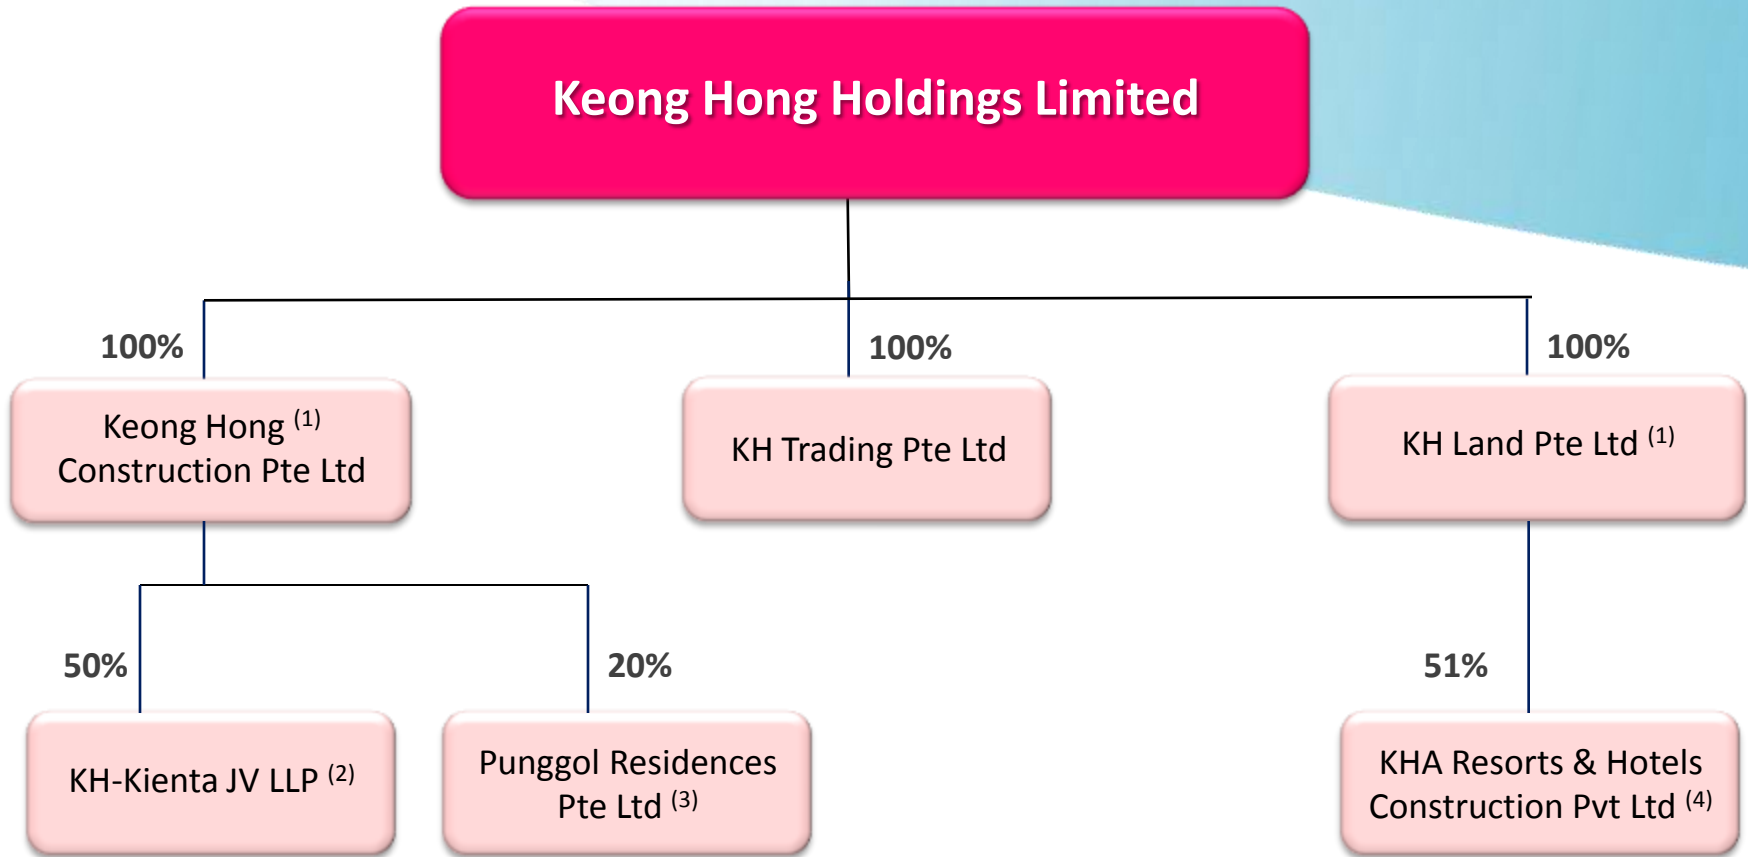 Keong Hong Holdings Limited
100%
100%
100%
Keong Hong (1)
Construction Pte Ltd
KH Trading Pte Ltd
KH Land Pte Ltd (1)
50%
20%
51%
KH-Kienta JV LLP (2)
Punggol Residences
Pte Ltd (3)
KHA Resorts & Hotels
Construction Pvt Ltd (4)